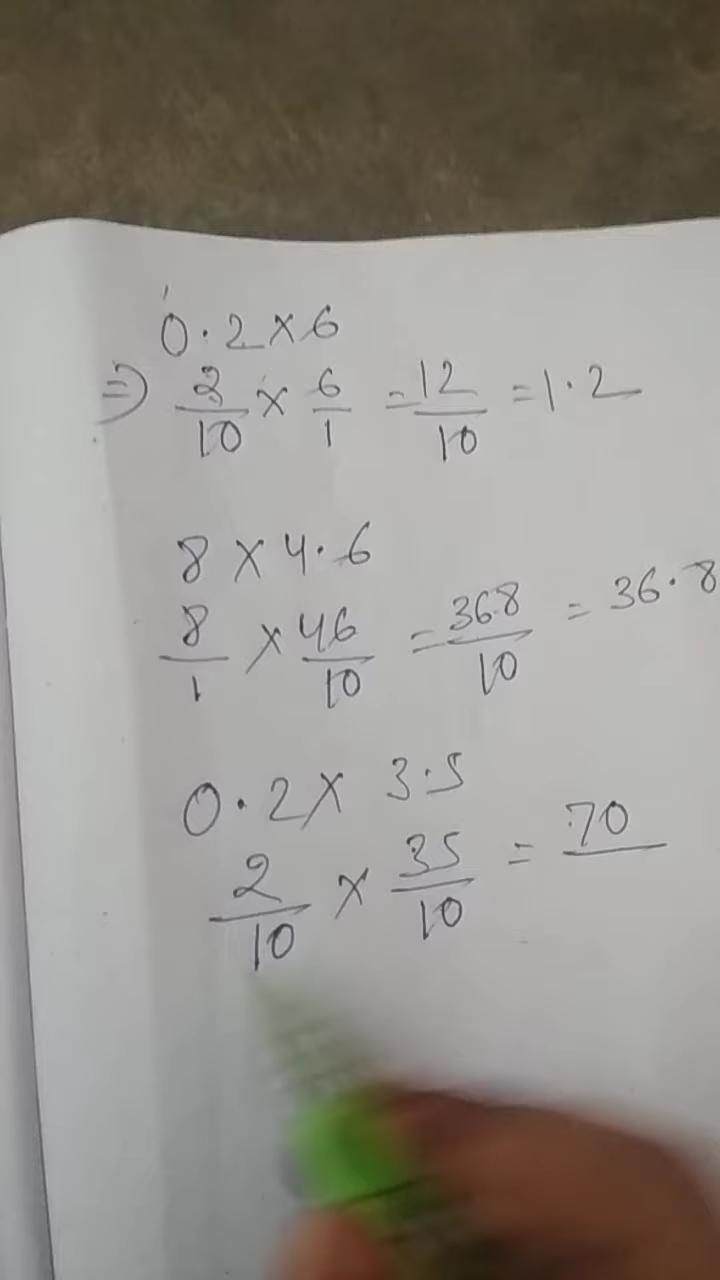 0.2 × 6
⇒ 2/10 × 6/1 = 12/10 = 1.2
8 × 4.6
8/1 × 46/10 = 368/10 = 36.8
0.2 × 3.5
2/10 × 35/10 = 70/